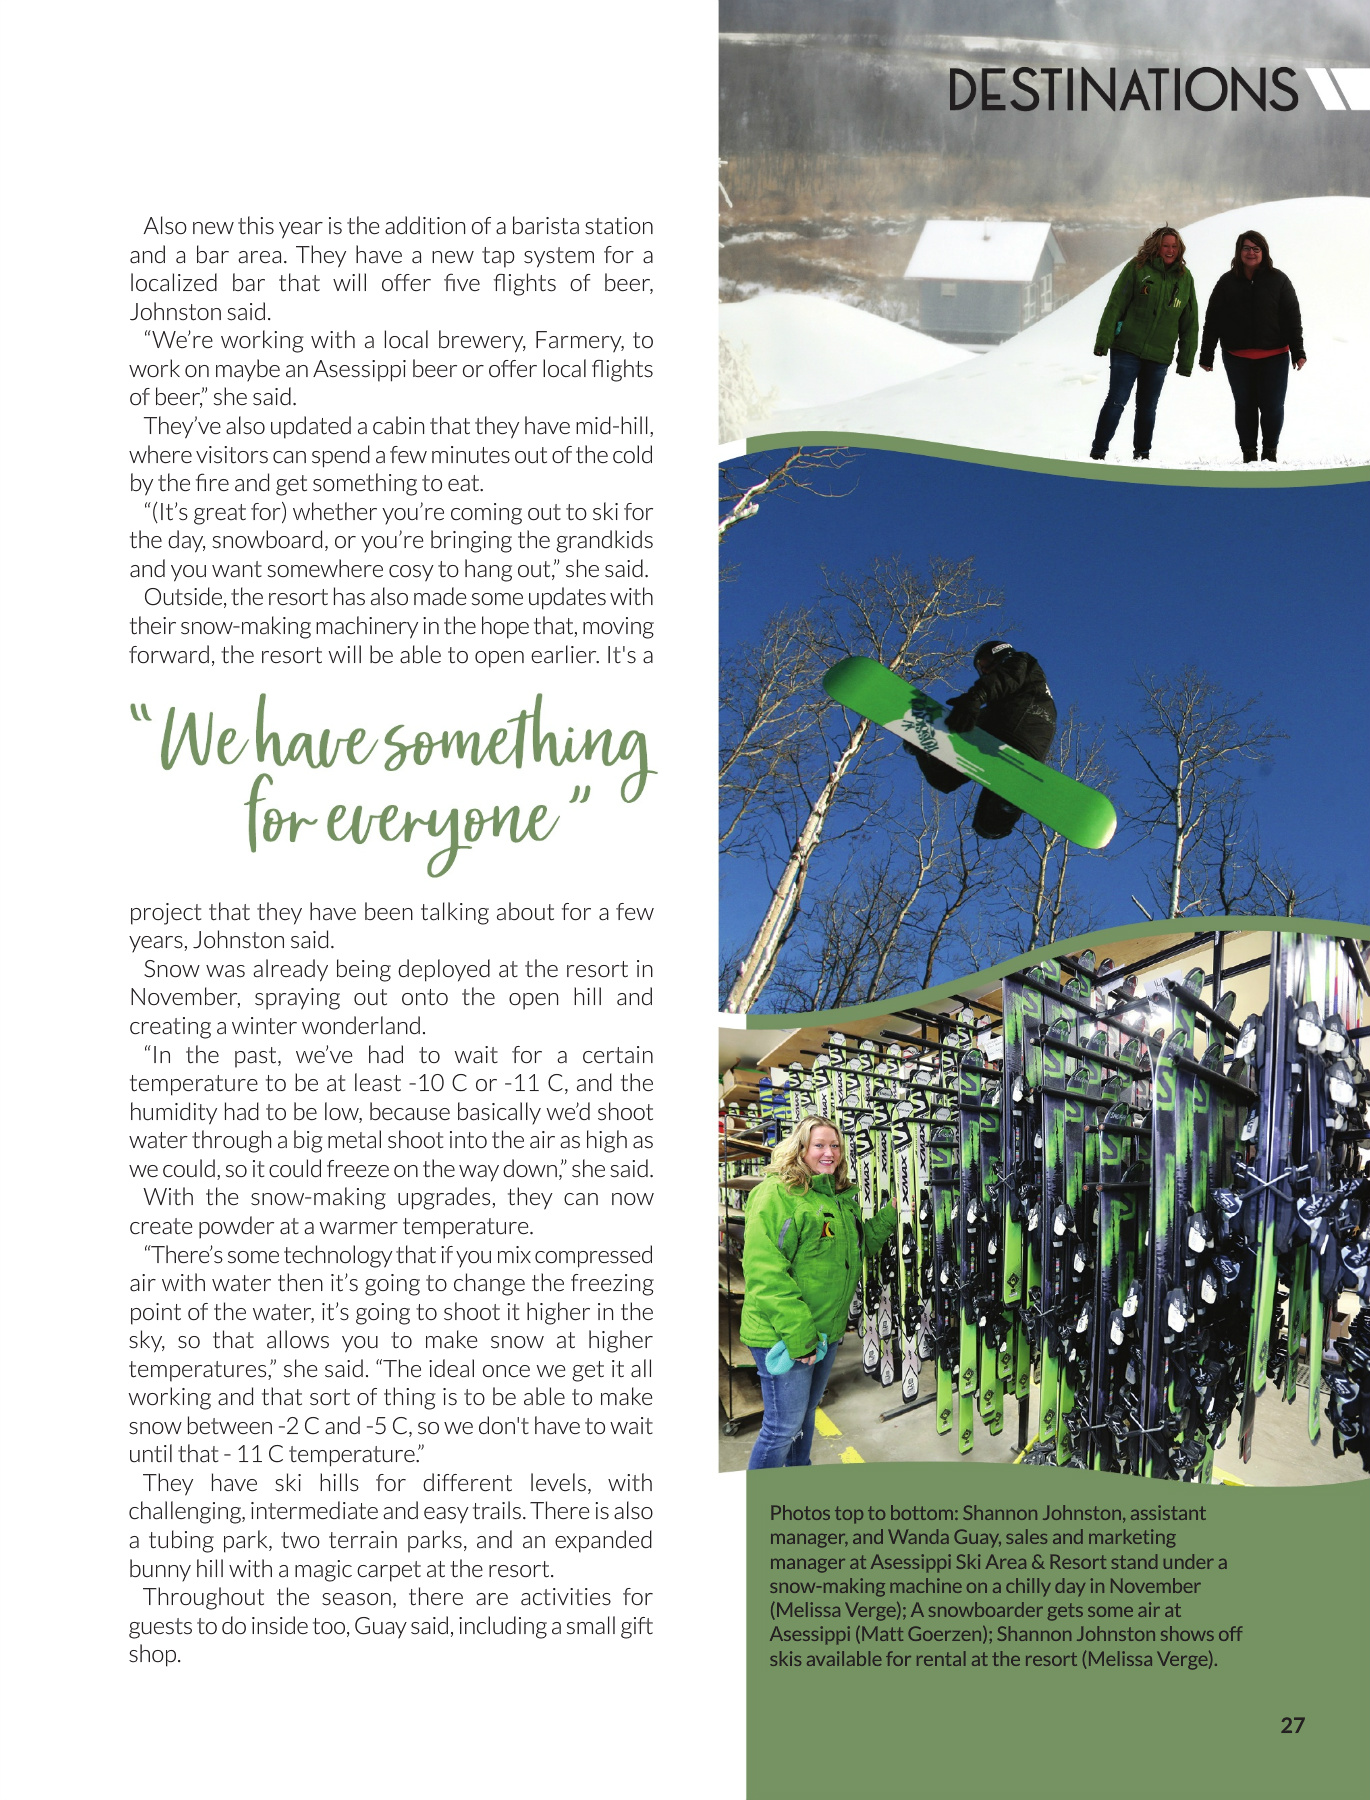 DESTINATIONS
Also new this year is the addition of a barista station
and a bar area. They have a new tap system for a
localized bar that will offer five flights of beer,
Johnston said.
“We’re working with a local brewery, Farmery, to
work on maybe an Asessippi beer or offer local flights
of beer,” she said.
They’ve also updated a cabin that they have mid-hill,
where visitors can spend a few minutes out of the cold
by the fire and get something to eat.
“(It’s great for) whether you’re coming out to ski for
the day, snowboard, or you’re bringing the grandkids
and you want somewhere cosy to hang out,” she said.
Outside, the resort has also made some updates with
their snow-making machinery in the hope that, moving
forward, the resort will be able to open earlier. It's a
“We have something
for everyone”
project that they have been talking about for a few
years, Johnston said.
Snow was already being deployed at the resort in
November, spraying out onto the open hill and
creating a winter wonderland.
“In the past, we’ve had to wait for a certain
temperature to be at least -10 C or -11 C, and the
humidity had to be low, because basically we’d shoot
water through a big metal shoot into the air as high as
we could, so it could freeze on the way down,” she said.
With the snow-making upgrades, they can now
create powder at a warmer temperature.
“There’s some technology that if you mix compressed
air with water then it’s going to change the freezing
point of the water, it’s going to shoot it higher in the
sky, so that allows you to make snow at higher
temperatures,” she said. “The ideal once we get it all
working and that sort of thing is to be able to make
snow between -2 C and -5 C, so we don't have to wait
until that - 11 C temperature.”
They have ski hills for different levels, with
challenging, intermediate and easy trails. There is also
a tubing park, two terrain parks, and an expanded
bunny hill with a magic carpet at the resort.
Throughout the season, there are activities for
guests to do inside too, Guay said, including a small gift
shop.
XMAX
XMAX
XMAX
Photos top to bottom: Shannon Johnston, assistant
manager, and Wanda Guay, sales and marketing
manager at Asessippi Ski Area & Resort stand under a
snow-making machine on a chilly day in November
(Melissa Verge); A snowboarder gets some air at
Asessippi (Matt Goerzen); Shannon Johnston shows off
skis available for rental at the resort (Melissa Verge).
27